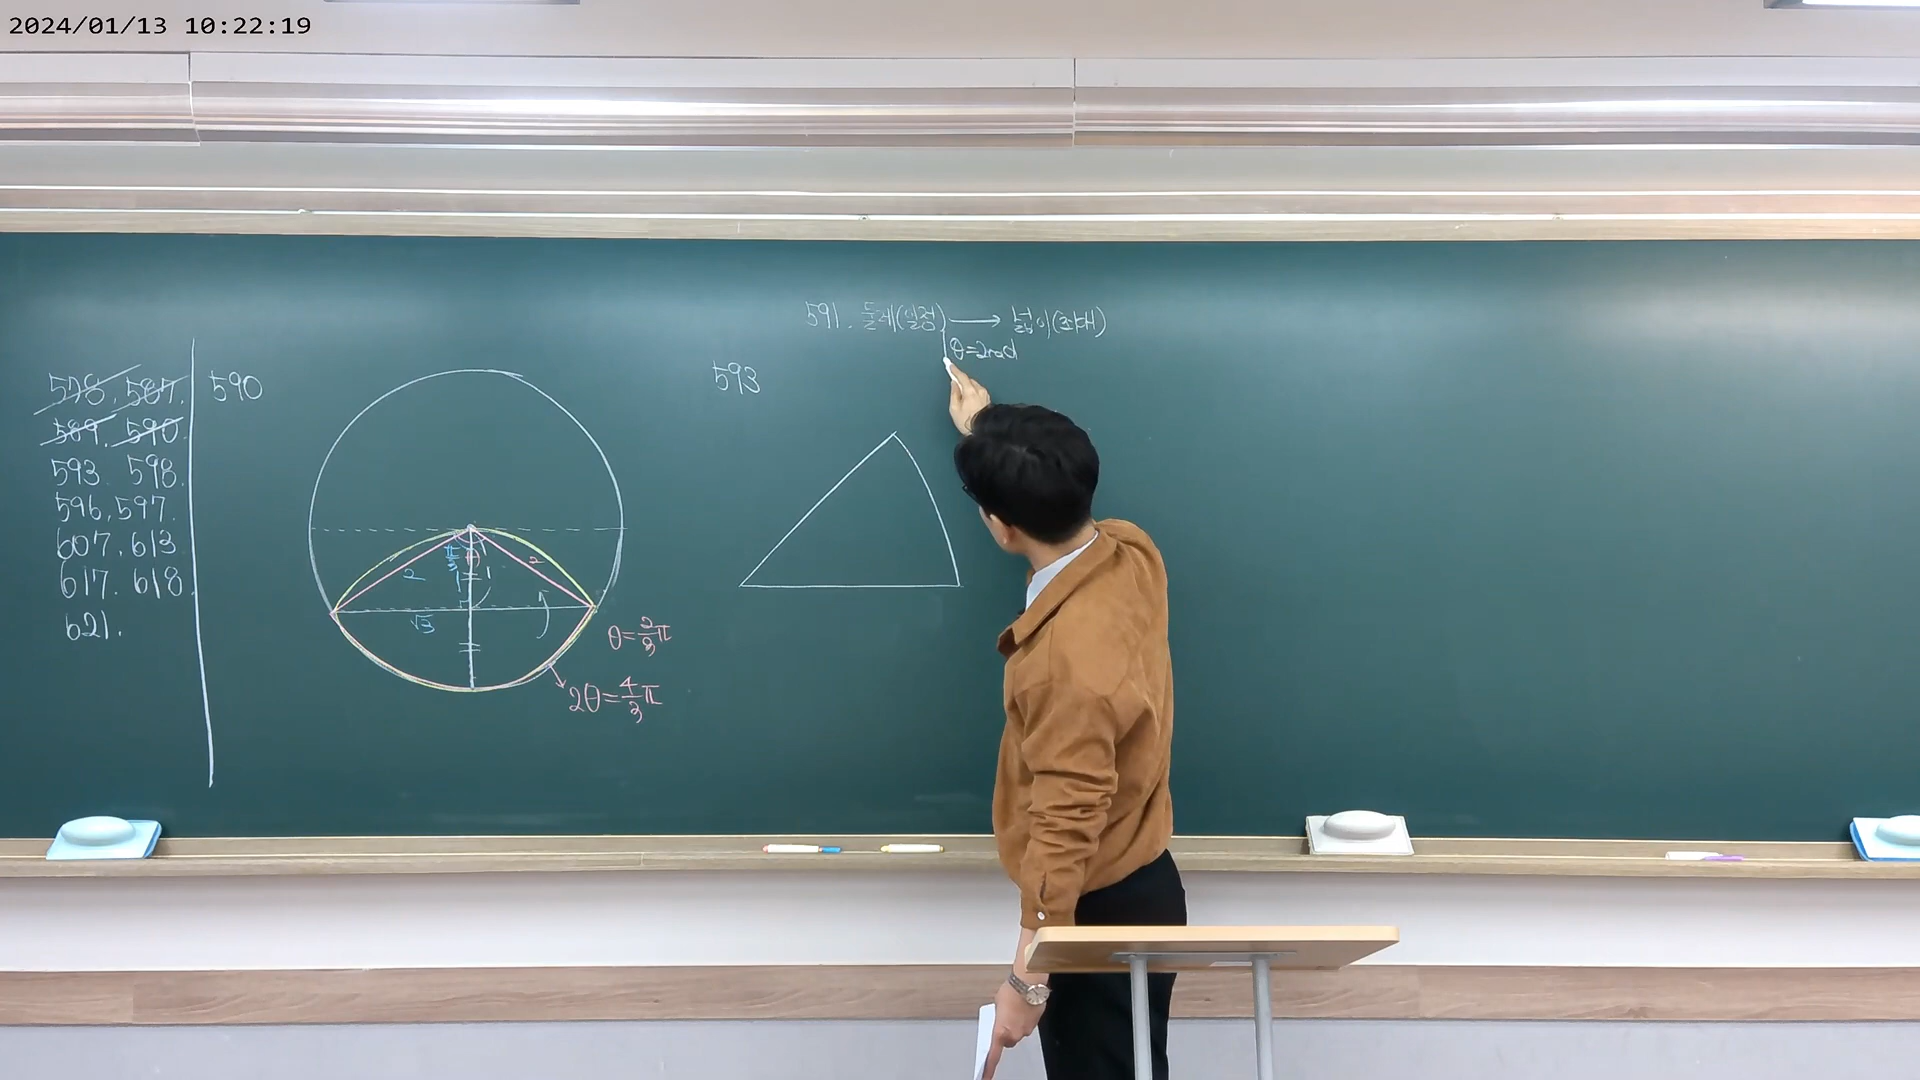 2024/01/13 10:22:19
591. 둘레(일정) → 넓이(최대)
θ=2rad
578. 587.
589. 590.
593. 598.
596. 597.
607. 613
617. 618.
621.
590
π/3
2
1
2
√3
θ=2/3π
2θ=4/3π
593